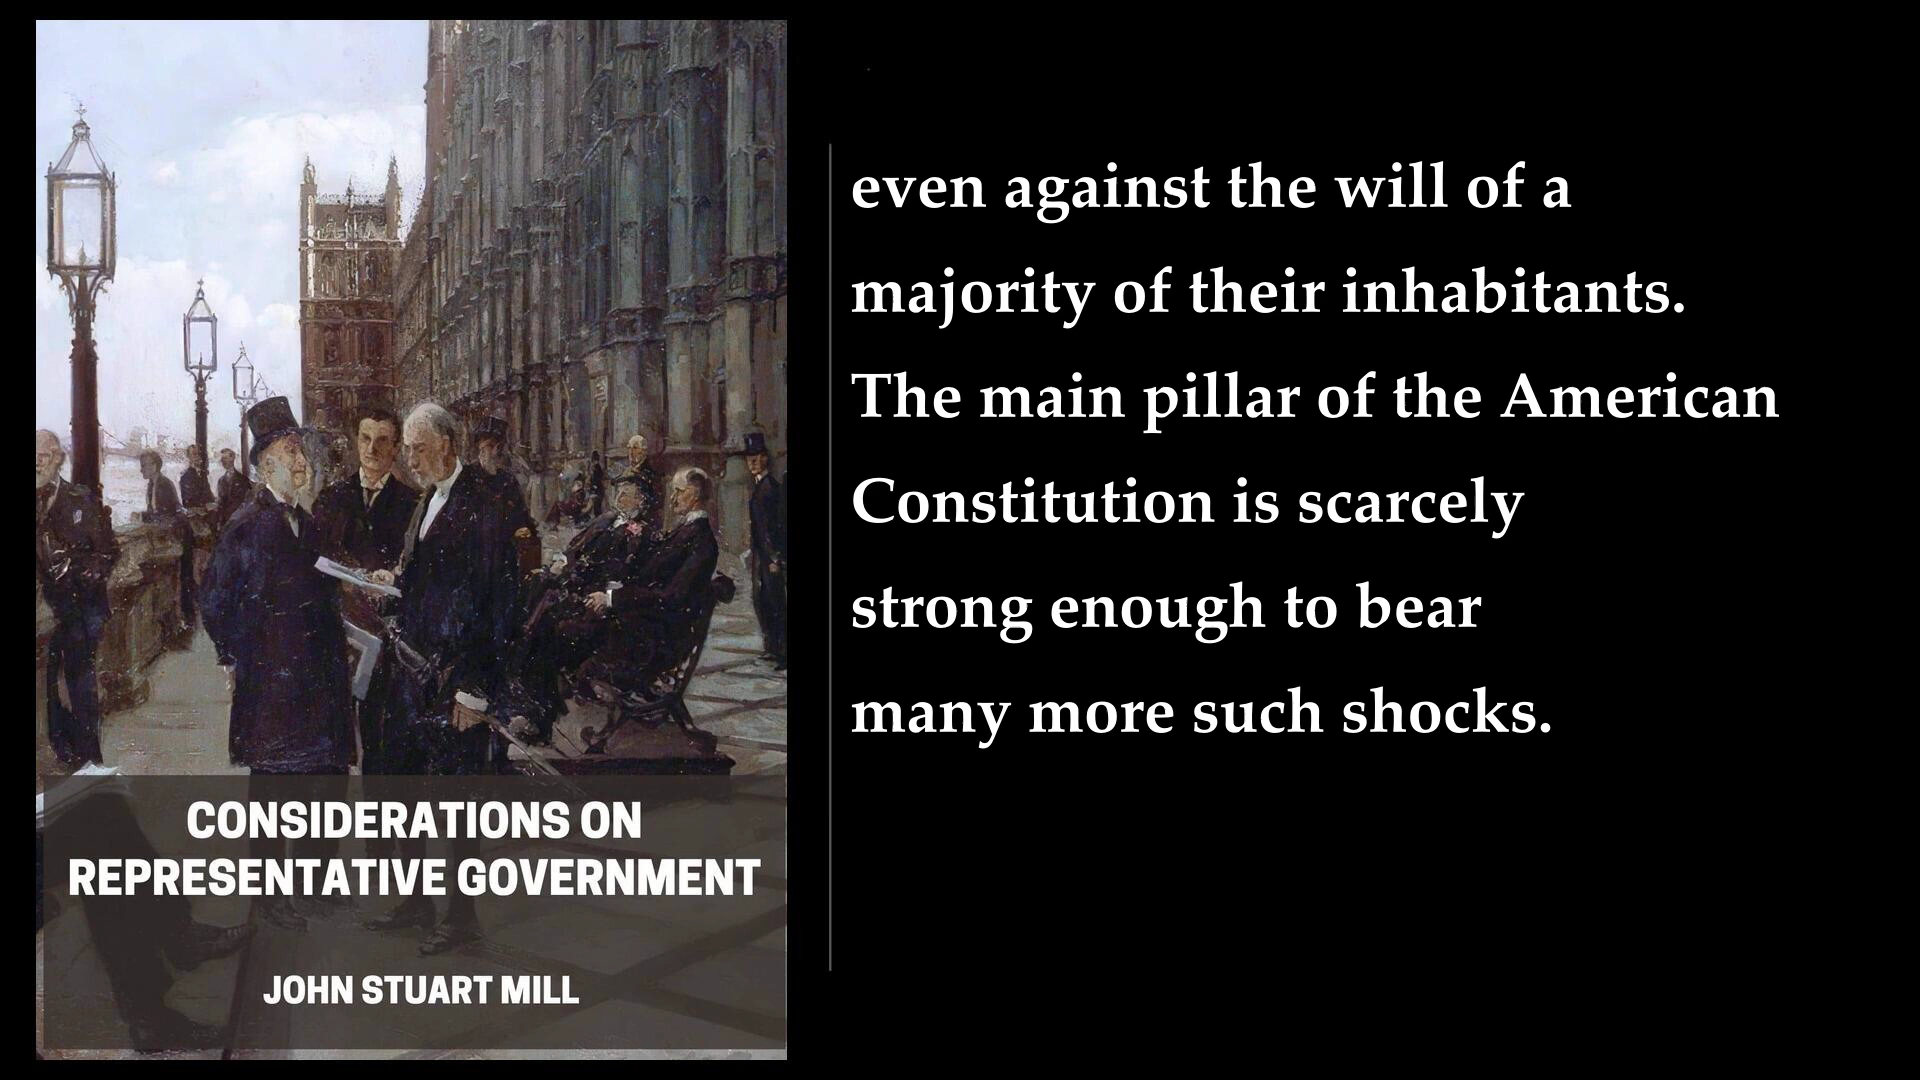 even against the will of a
majority of their inhabitants.
The main pillar of the American
Constitution is scarcely
strong enough to bear
many more such shocks.
CONSIDERATIONS ON
REPRESENTATIVE GOVERNMENT
JOHN STUART MILL